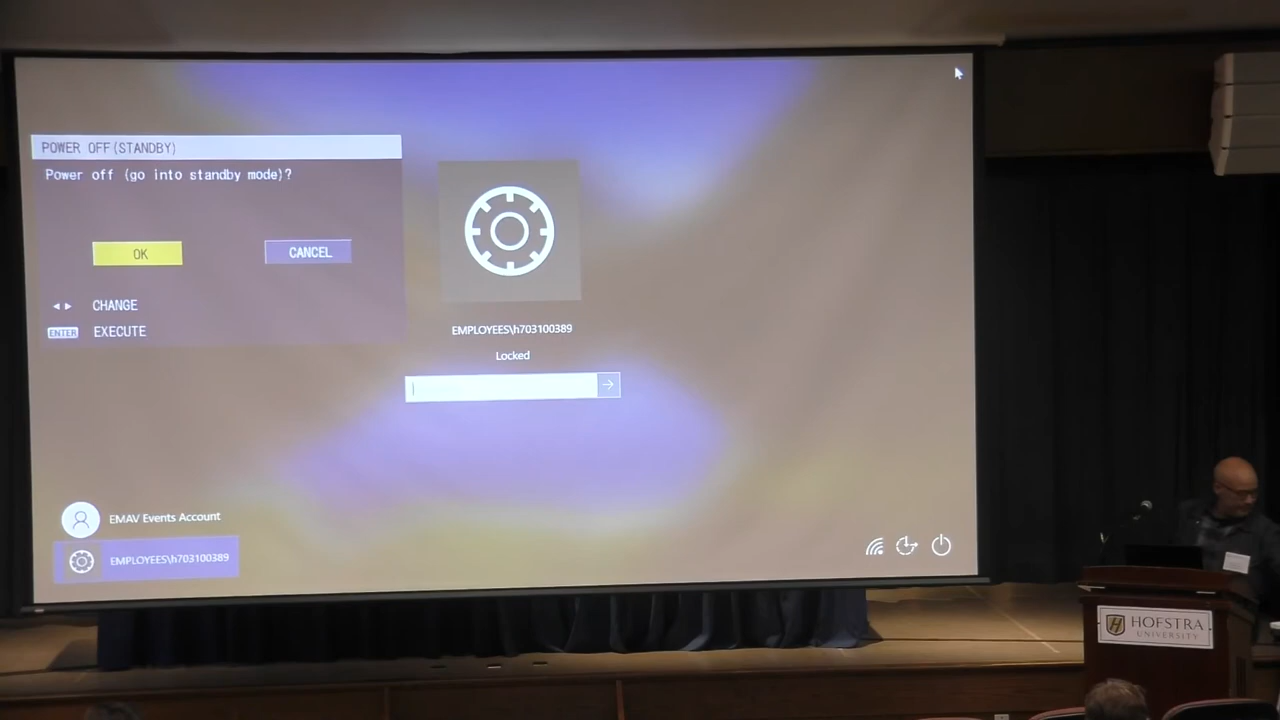 POWER OFF(STANDBY)
Power off (go into standby mode)?
OK
CANCEL
CHANGE
ENTER
EXECUTE
EMPLOYEES\h703100389
Locked
EMAV Events Account
EMPLOYEES\h703100389
HOFSTRA
UNIVERSITY